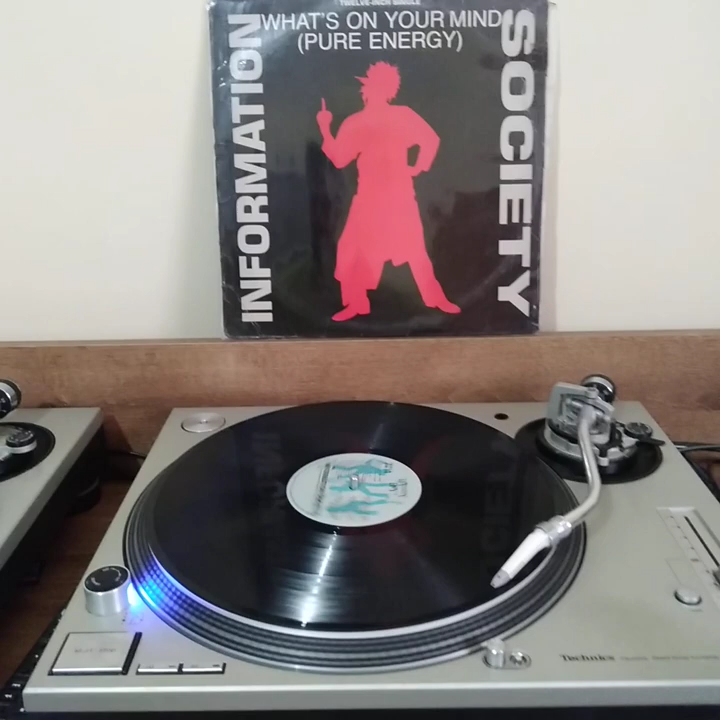 TWELVE-INCH SINGLE
WHAT'S ON YOUR MIND
(PURE ENERGY)
INFORMATION
SOCIETY
Technics